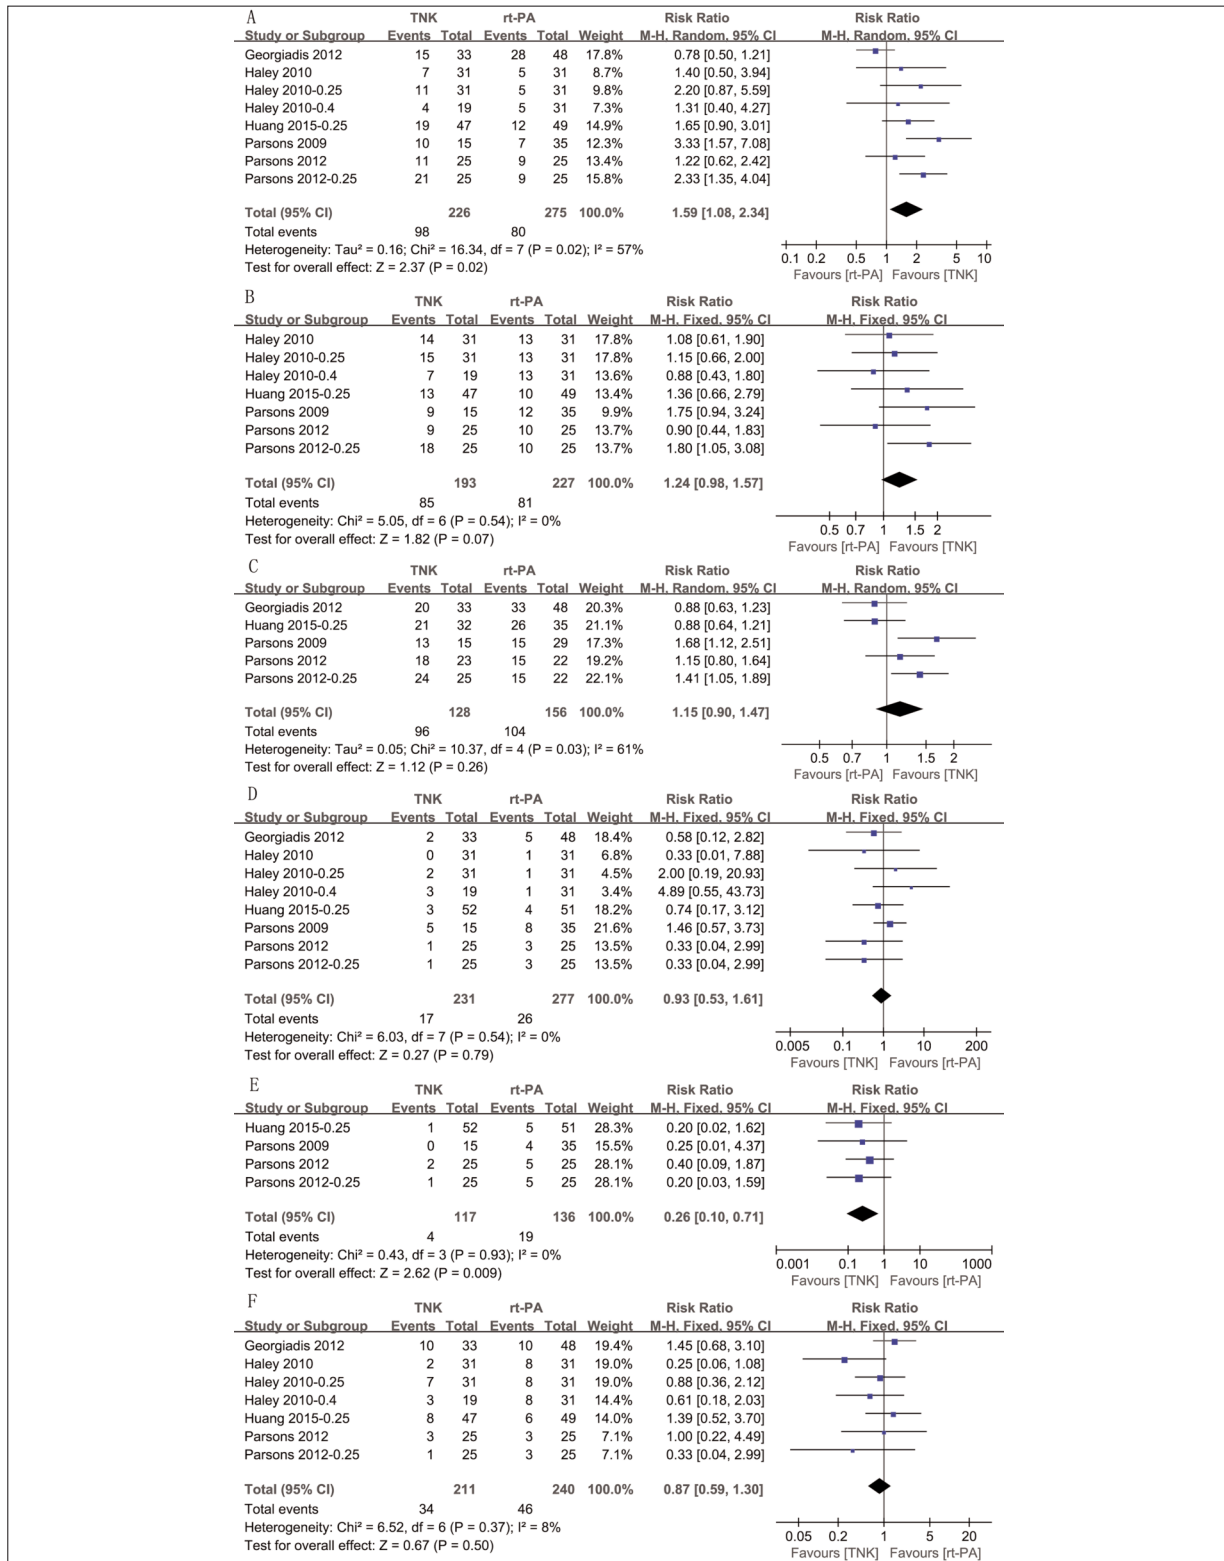 A
TNK rt-PA Risk Ratio Risk Ratio
Study or Subgroup Events Total Events Total Weight M-H, Random, 95% CI M-H, Random, 95% CI
Georgiadis 2012 15 33 28 48 17.8% 0.78 [0.50, 1.21]
Haley 2010 7 31 5 31 8.7% 1.40 [0.50, 3.94]
Haley 2010-0.25 11 31 5 31 9.8% 2.20 [0.87, 5.59]
Haley 2010-0.4 4 19 5 31 7.3% 1.31 [0.40, 4.27]
Huang 2015-0.25 19 47 12 49 14.9% 1.65 [0.90, 3.01]
Parsons 2009 10 15 7 35 12.3% 3.33 [1.57, 7.08]
Parsons 2012 11 25 9 25 13.4% 1.22 [0.62, 2.42]
Parsons 2012-0.25 21 25 9 25 15.8% 2.33 [1.35, 4.04]
Total (95% CI) 226 275 100.0% 1.59 [1.08, 2.34]
Total events 98 80
Heterogeneity: Tau² = 0.16; Chi² = 16.34, df = 7 (P = 0.02); I² = 57%
Test for overall effect: Z = 2.37 (P = 0.02)
0.1 0.2 0.5 1 2 5 10
Favours [rt-PA] Favours [TNK]
B
TNK rt-PA Risk Ratio Risk Ratio
Study or Subgroup Events Total Events Total Weight M-H, Fixed, 95% CI M-H, Fixed, 95% CI
Haley 2010 14 31 13 31 17.8% 1.08 [0.61, 1.90]
Haley 2010-0.25 15 31 13 31 17.8% 1.15 [0.66, 2.00]
Haley 2010-0.4 7 19 13 31 13.6% 0.88 [0.43, 1.80]
Huang 2015-0.25 13 47 10 49 13.4% 1.36 [0.66, 2.79]
Parsons 2009 9 15 12 35 9.9% 1.75 [0.94, 3.24]
Parsons 2012 9 25 10 25 13.7% 0.90 [0.44, 1.83]
Parsons 2012-0.25 18 25 10 25 13.7% 1.80 [1.05, 3.08]
Total (95% CI) 193 227 100.0% 1.24 [0.98, 1.57]
Total events 85 81
Heterogeneity: Chi² = 5.05, df = 6 (P = 0.54); I² = 0%
Test for overall effect: Z = 1.82 (P = 0.07)
0.5 0.7 1 1.5 2
Favours [rt-PA] Favours [TNK]
C
TNK rt-PA Risk Ratio Risk Ratio
Study or Subgroup Events Total Events Total Weight M-H, Random, 95% CI M-H, Random, 95% CI
Georgiadis 2012 20 33 33 48 20.3% 0.88 [0.63, 1.23]
Huang 2015-0.25 21 32 26 35 21.1% 0.88 [0.64, 1.21]
Parsons 2009 13 15 15 29 17.3% 1.68 [1.12, 2.51]
Parsons 2012 18 23 15 22 19.2% 1.15 [0.80, 1.64]
Parsons 2012-0.25 24 25 15 22 22.1% 1.41 [1.05, 1.89]
Total (95% CI) 128 156 100.0% 1.15 [0.90, 1.47]
Total events 96 104
Heterogeneity: Tau² = 0.05; Chi² = 10.37, df = 4 (P = 0.03); I² = 61%
Test for overall effect: Z = 1.12 (P = 0.26)
0.5 0.7 1 1.5 2
Favours [rt-PA] Favours [TNK]
D
TNK rt-PA Risk Ratio Risk Ratio
Study or Subgroup Events Total Events Total Weight M-H, Fixed, 95% CI M-H, Fixed, 95% CI
Georgiadis 2012 2 33 5 48 18.4% 0.58 [0.12, 2.82]
Haley 2010 0 31 1 31 6.8% 0.33 [0.01, 7.88]
Haley 2010-0.25 2 31 1 31 4.5% 2.00 [0.19, 20.93]
Haley 2010-0.4 3 19 1 31 3.4% 4.89 [0.55, 43.73]
Huang 2015-0.25 3 52 4 51 18.2% 0.74 [0.17, 3.12]
Parsons 2009 5 15 8 35 21.6% 1.46 [0.57, 3.73]
Parsons 2012 1 25 3 25 13.5% 0.33 [0.04, 2.99]
Parsons 2012-0.25 1 25 3 25 13.5% 0.33 [0.04, 2.99]
Total (95% CI) 231 277 100.0% 0.93 [0.53, 1.61]
Total events 17 26
Heterogeneity: Chi² = 6.03, df = 7 (P = 0.54); I² = 0%
Test for overall effect: Z = 0.27 (P = 0.79)
0.005 0.1 1 10 200
Favours [TNK] Favours [rt-PA]
E
TNK rt-PA Risk Ratio Risk Ratio
Study or Subgroup Events Total Events Total Weight M-H, Fixed, 95% CI M-H, Fixed, 95% CI
Huang 2015-0.25 1 52 5 51 28.3% 0.20 [0.02, 1.62]
Parsons 2009 0 15 4 35 15.5% 0.25 [0.01, 4.37]
Parsons 2012 2 25 5 25 28.1% 0.40 [0.09, 1.87]
Parsons 2012-0.25 1 25 5 25 28.1% 0.20 [0.03, 1.59]
Total (95% CI) 117 136 100.0% 0.26 [0.10, 0.71]
Total events 4 19
Heterogeneity: Chi² = 0.43, df = 3 (P = 0.93); I² = 0%
Test for overall effect: Z = 2.62 (P = 0.009)
0.001 0.1 1 10 1000
Favours [TNK] Favours [rt-PA]
F
TNK rt-PA Risk Ratio Risk Ratio
Study or Subgroup Events Total Events Total Weight M-H, Fixed, 95% CI M-H, Fixed, 95% CI
Georgiadis 2012 10 33 10 48 19.4% 1.45 [0.68, 3.10]
Haley 2010 2 31 8 31 19.0% 0.25 [0.06, 1.08]
Haley 2010-0.25 7 31 8 31 19.0% 0.88 [0.36, 2.12]
Haley 2010-0.4 3 19 8 31 14.4% 0.61 [0.18, 2.03]
Huang 2015-0.25 8 47 6 49 14.0% 1.39 [0.52, 3.70]
Parsons 2012 3 25 3 25 7.1% 1.00 [0.22, 4.49]
Parsons 2012-0.25 1 25 3 25 7.1% 0.33 [0.04, 2.99]
Total (95% CI) 211 240 100.0% 0.87 [0.59, 1.30]
Total events 34 46
Heterogeneity: Chi² = 6.52, df = 6 (P = 0.37); I² = 8%
Test for overall effect: Z = 0.67 (P = 0.50)
0.05 0.2 1 5 20
Favours [TNK] Favours [rt-PA]